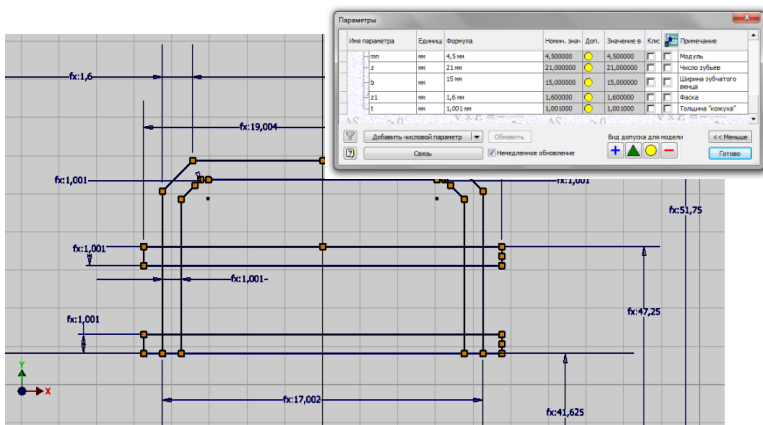 Параметры
Имя параметра Единиц Формула Номин. знач Доп. Значение в Клю Примечание
mn мм 4,5 мм 4,500000 4,500000 Модуль
z мм 21 мм 21,000000 21,000000 Число зубьев
b мм 15 мм 15,000000 15,000000 Ширина зубчатого венца
z1 мм 1,6 мм 1,600000 1,600000 Фаска
t мм 1,001 мм 1,001000 1,001000 Толщина "кожуха"
Добавить числовой параметр Обновить Вид допуска для модели << Меньше
Связь Немедленное обновление Готово
fx:1,6
fx:19,004
fx:1,001
fx:1,001
fx:51,75
fx:1,001
fx:1,001
fx:1,001
fx:47,25
Y
X
fx:17,002
fx:41,625